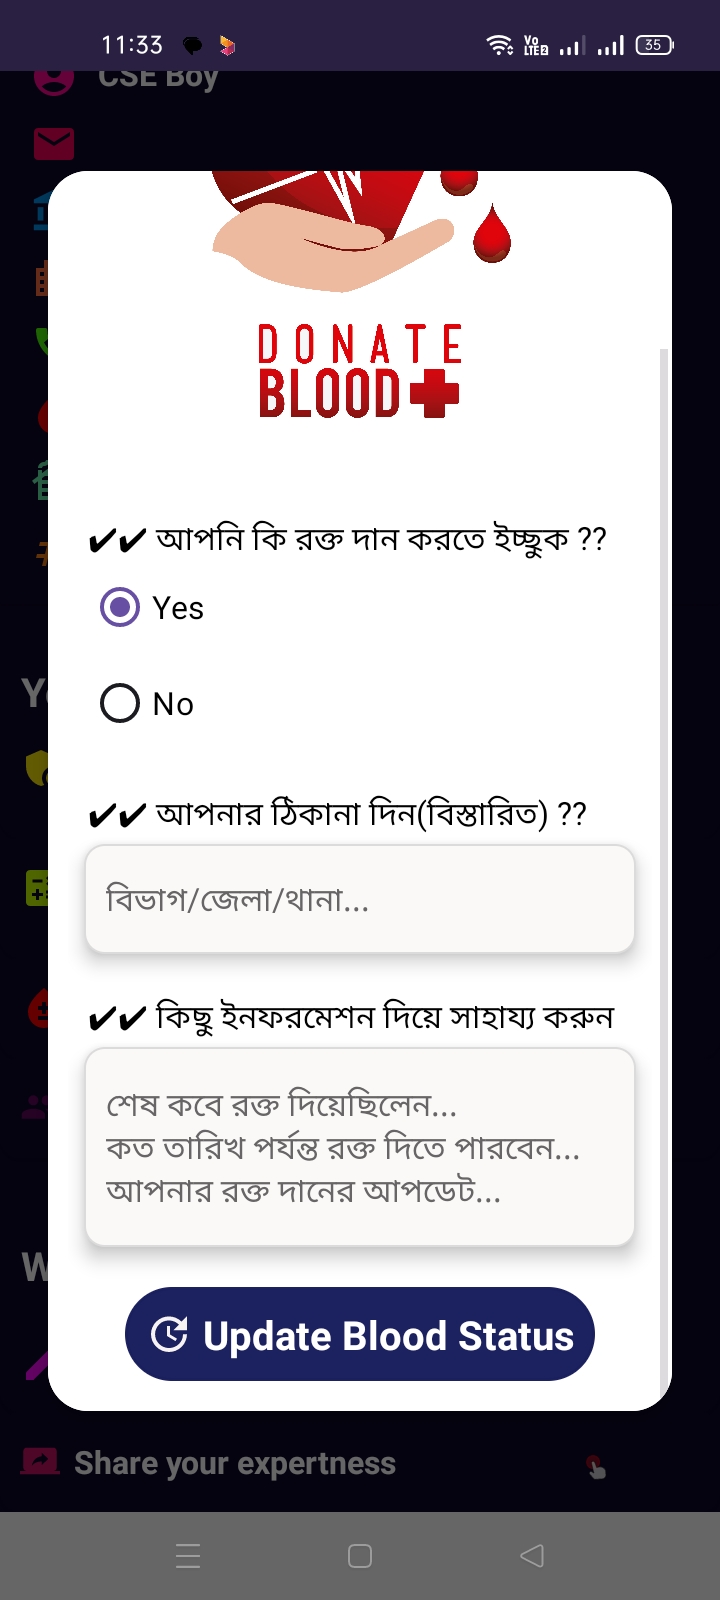 11:33
Vo LTE2
35
CSE Boy
DONATE
BLOOD
✔✔ আপনি কি রক্ত দান করতে ইচ্ছুক ??
Yes
No
✔✔ আপনার ঠিকানা দিন(বিস্তারিত) ??
বিভাগ/জেলা/থানা...
✔✔ কিছু ইনফরমেশন দিয়ে সাহায্য করুন
শেষ কবে রক্ত দিয়েছিলেন...
কত তারিখ পর্যন্ত রক্ত দিতে পারবেন...
আপনার রক্ত দানের আপডেট...
Update Blood Status
Share your expertness